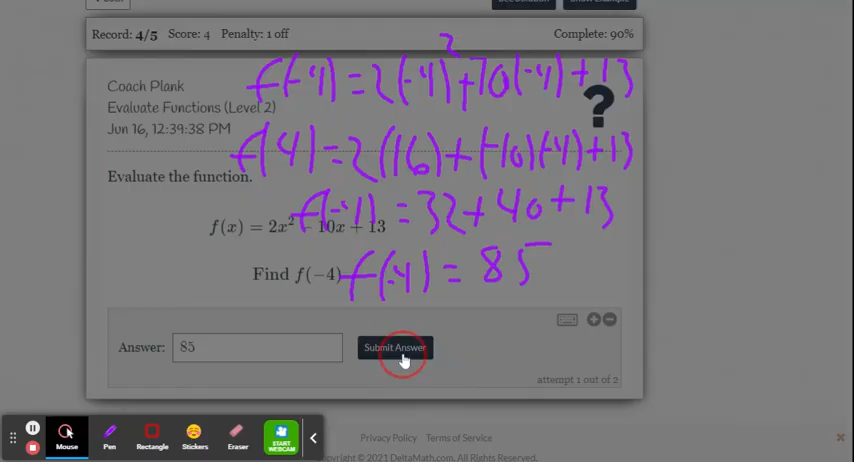 Record: 4/5 Score: 4 Penalty: 1 off Complete: 90%
Coach Plank
Evaluate Functions (Level 2)
Jun 16, 12:39:38 PM
?
f(-4) = 2(-4)² + 10(-4) + 13
f(4) = 2(16) + (-10)(-4) + 13
f(-4) = 32 + 40 + 13
f(-4) = 85
Evaluate the function.
f(x) = 2x² - 10x + 13
Find f(−4)
Answer: 85 Submit Answer
attempt 1 out of 2
Mouse Pen Rectangle Stickers Eraser START WEBCAM
Privacy Policy Terms of Service
Copyright © 2021 DeltaMath.com. All Rights Reserved.